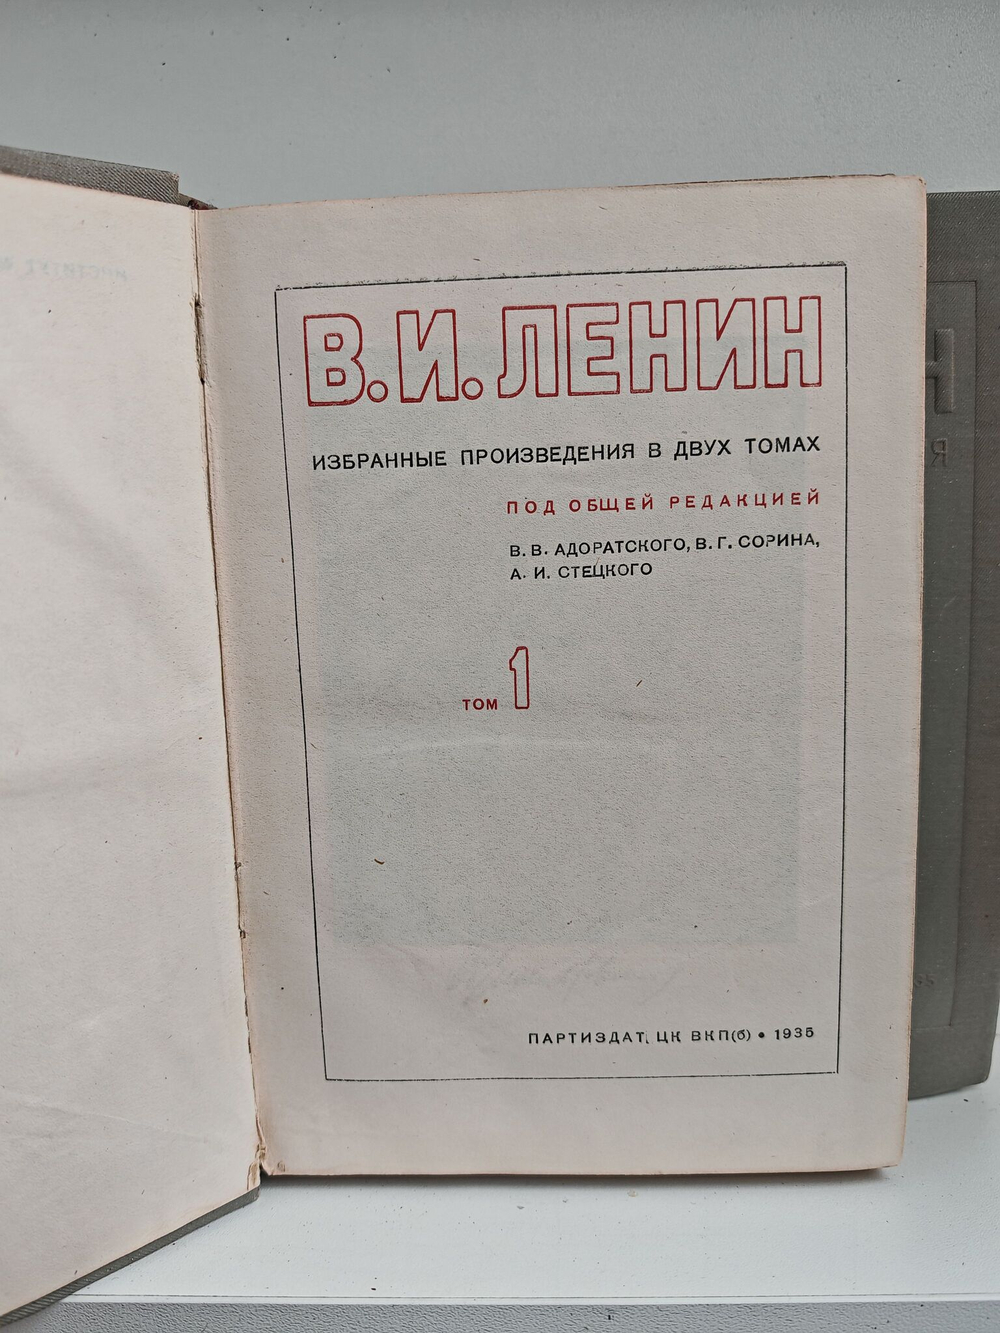 В. И. ЛЕНИН
ИЗБРАННЫЕ ПРОИЗВЕДЕНИЯ В ДВУХ ТОМАХ
ПОД ОБЩЕЙ РЕДАКЦИЕЙ
В. В. АДОРАТСКОГО, В. Г. СОРИНА,
А. И. СТЕЦКОГО
ТОМ 1
ПАРТИЗДАТ ЦК ВКП(б) • 1935